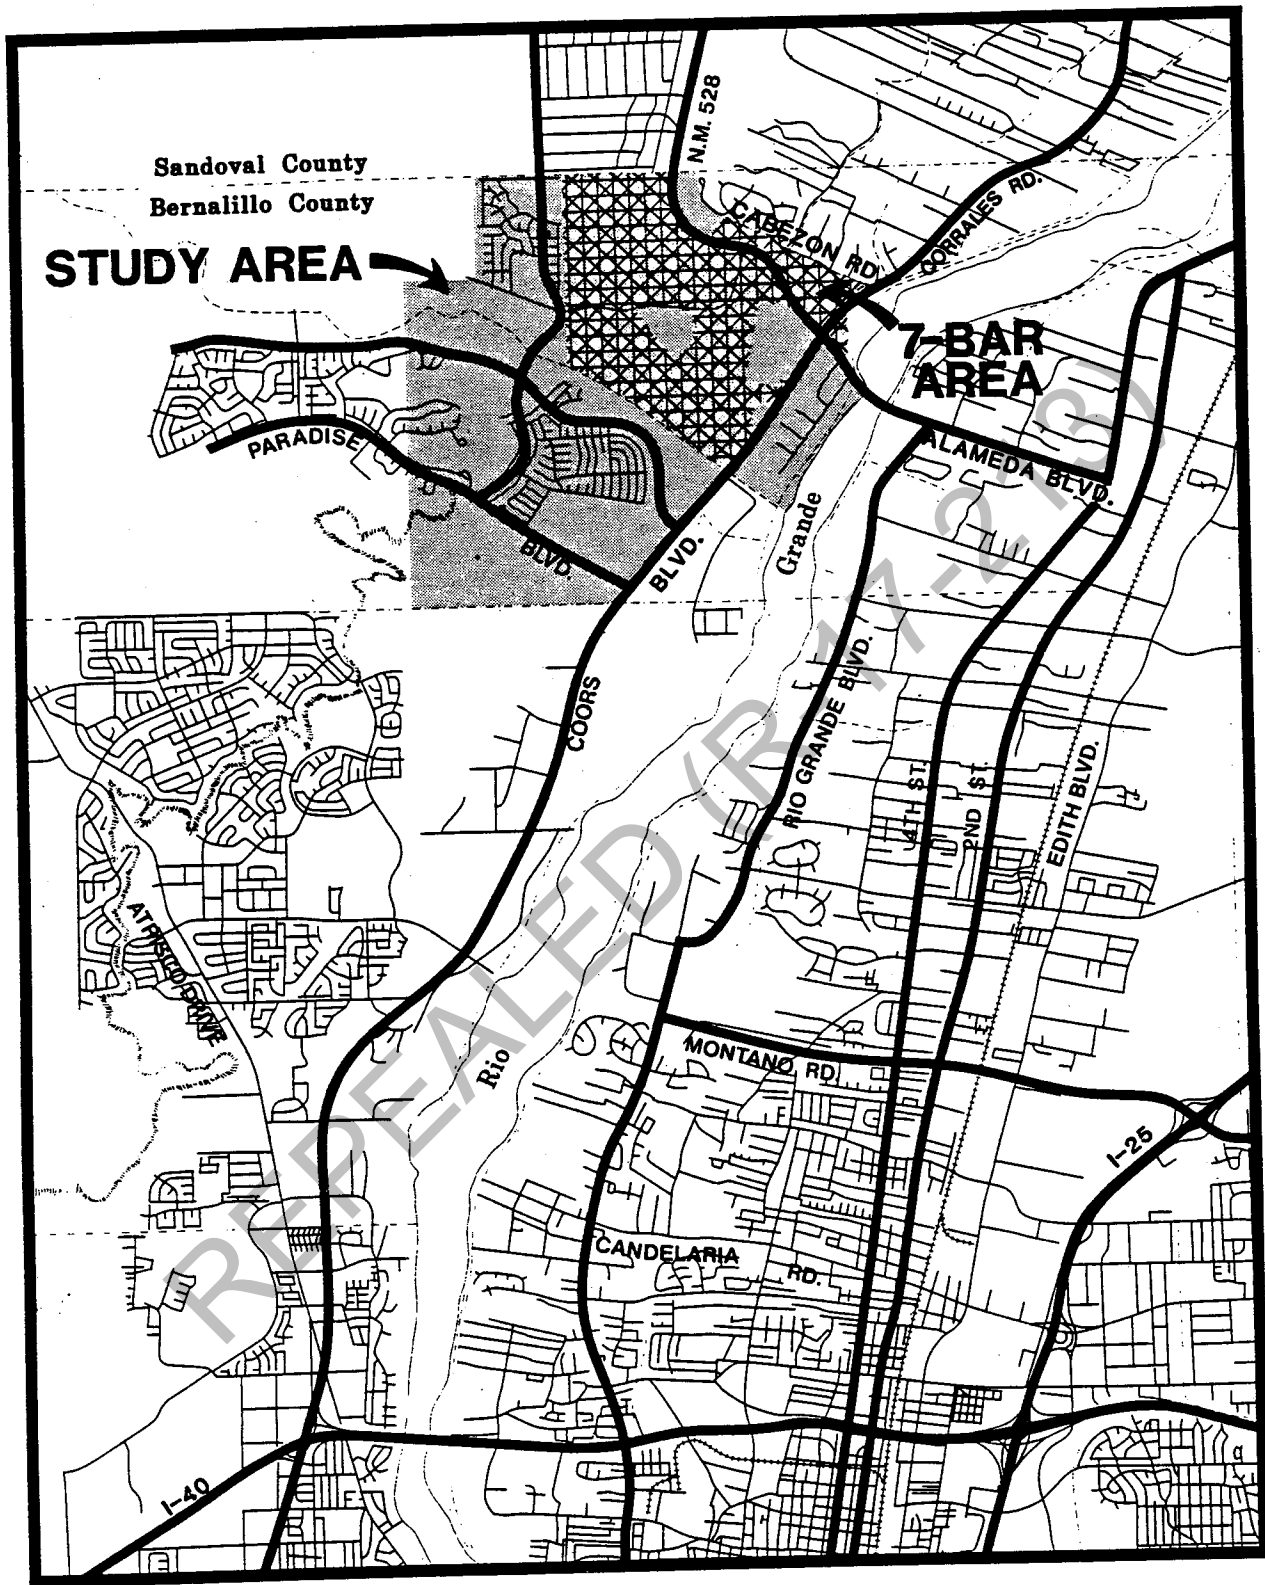 N.M. 528
Sandoval County
Bernalillo County
STUDY AREA
CABEZON RD.
CORRALES RD.
7-BAR
AREA
PARADISE
BLVD.
BLVD.
ALAMEDA BLVD.
Grande
COORS
RIO GRANDE BLVD.
4TH ST.
2ND ST.
EDITH BLVD.
ATRISCO DRIVE
Rio
MONTANO RD.
I-25
CANDELARIA
RD.
I-40
REPEALED (R-17-213)